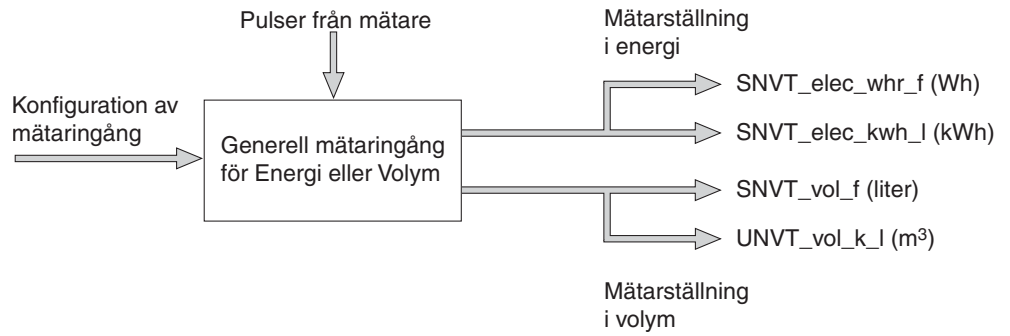 Pulser från mätare
Mätarställning
i energi
Konfiguration av
mätaringång
Generell mätaringång
för Energi eller Volym
SNVT_elec_whr_f (Wh)
SNVT_elec_kwh_l (kWh)
SNVT_vol_f (liter)
UNVT_vol_k_l (m³)
Mätarställning
i volym